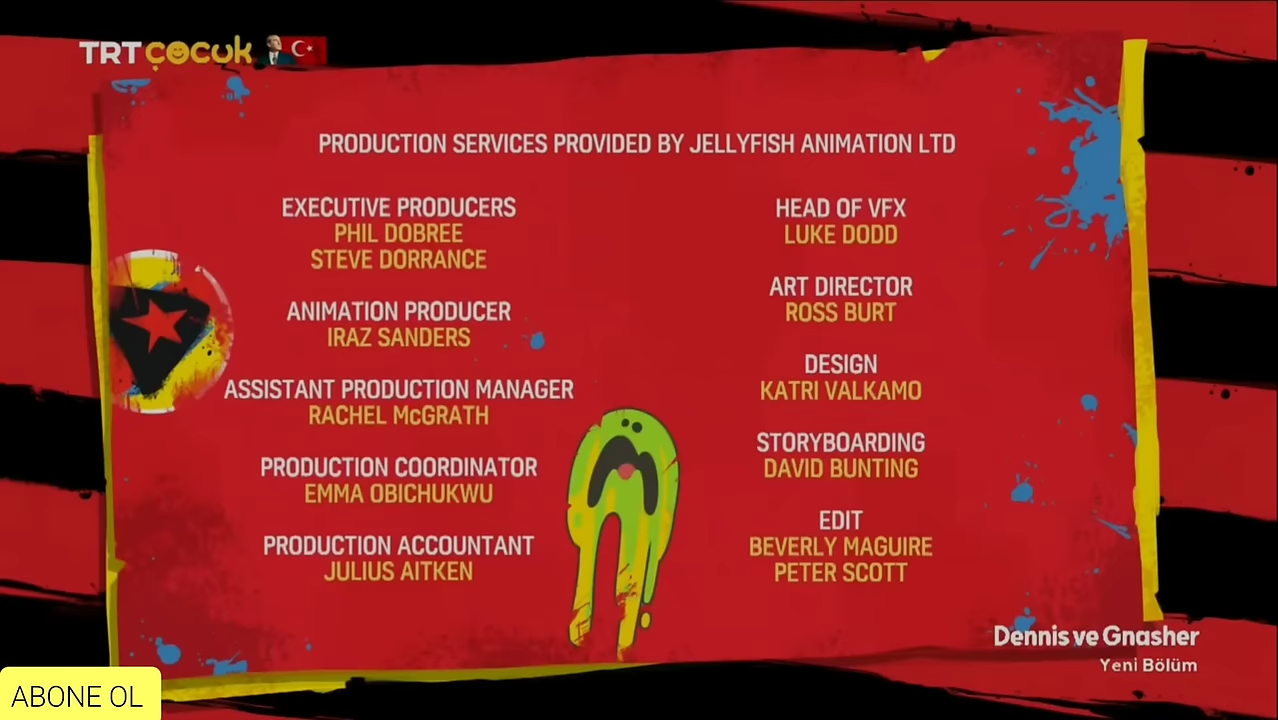 TRT çocuk
PRODUCTION SERVICES PROVIDED BY JELLYFISH ANIMATION LTD
EXECUTIVE PRODUCERS
PHIL DOBREE
STEVE DORRANCE
ANIMATION PRODUCER
IRAZ SANDERS
ASSISTANT PRODUCTION MANAGER
RACHEL McGRATH
PRODUCTION COORDINATOR
EMMA OBICHUKWU
PRODUCTION ACCOUNTANT
JULIUS AITKEN
HEAD OF VFX
LUKE DODD
ART DIRECTOR
ROSS BURT
DESIGN
KATRI VALKAMO
STORYBOARDING
DAVID BUNTING
EDIT
BEVERLY MAGUIRE
PETER SCOTT
Dennis ve Gnasher
Yeni Bölüm
ABONE OL